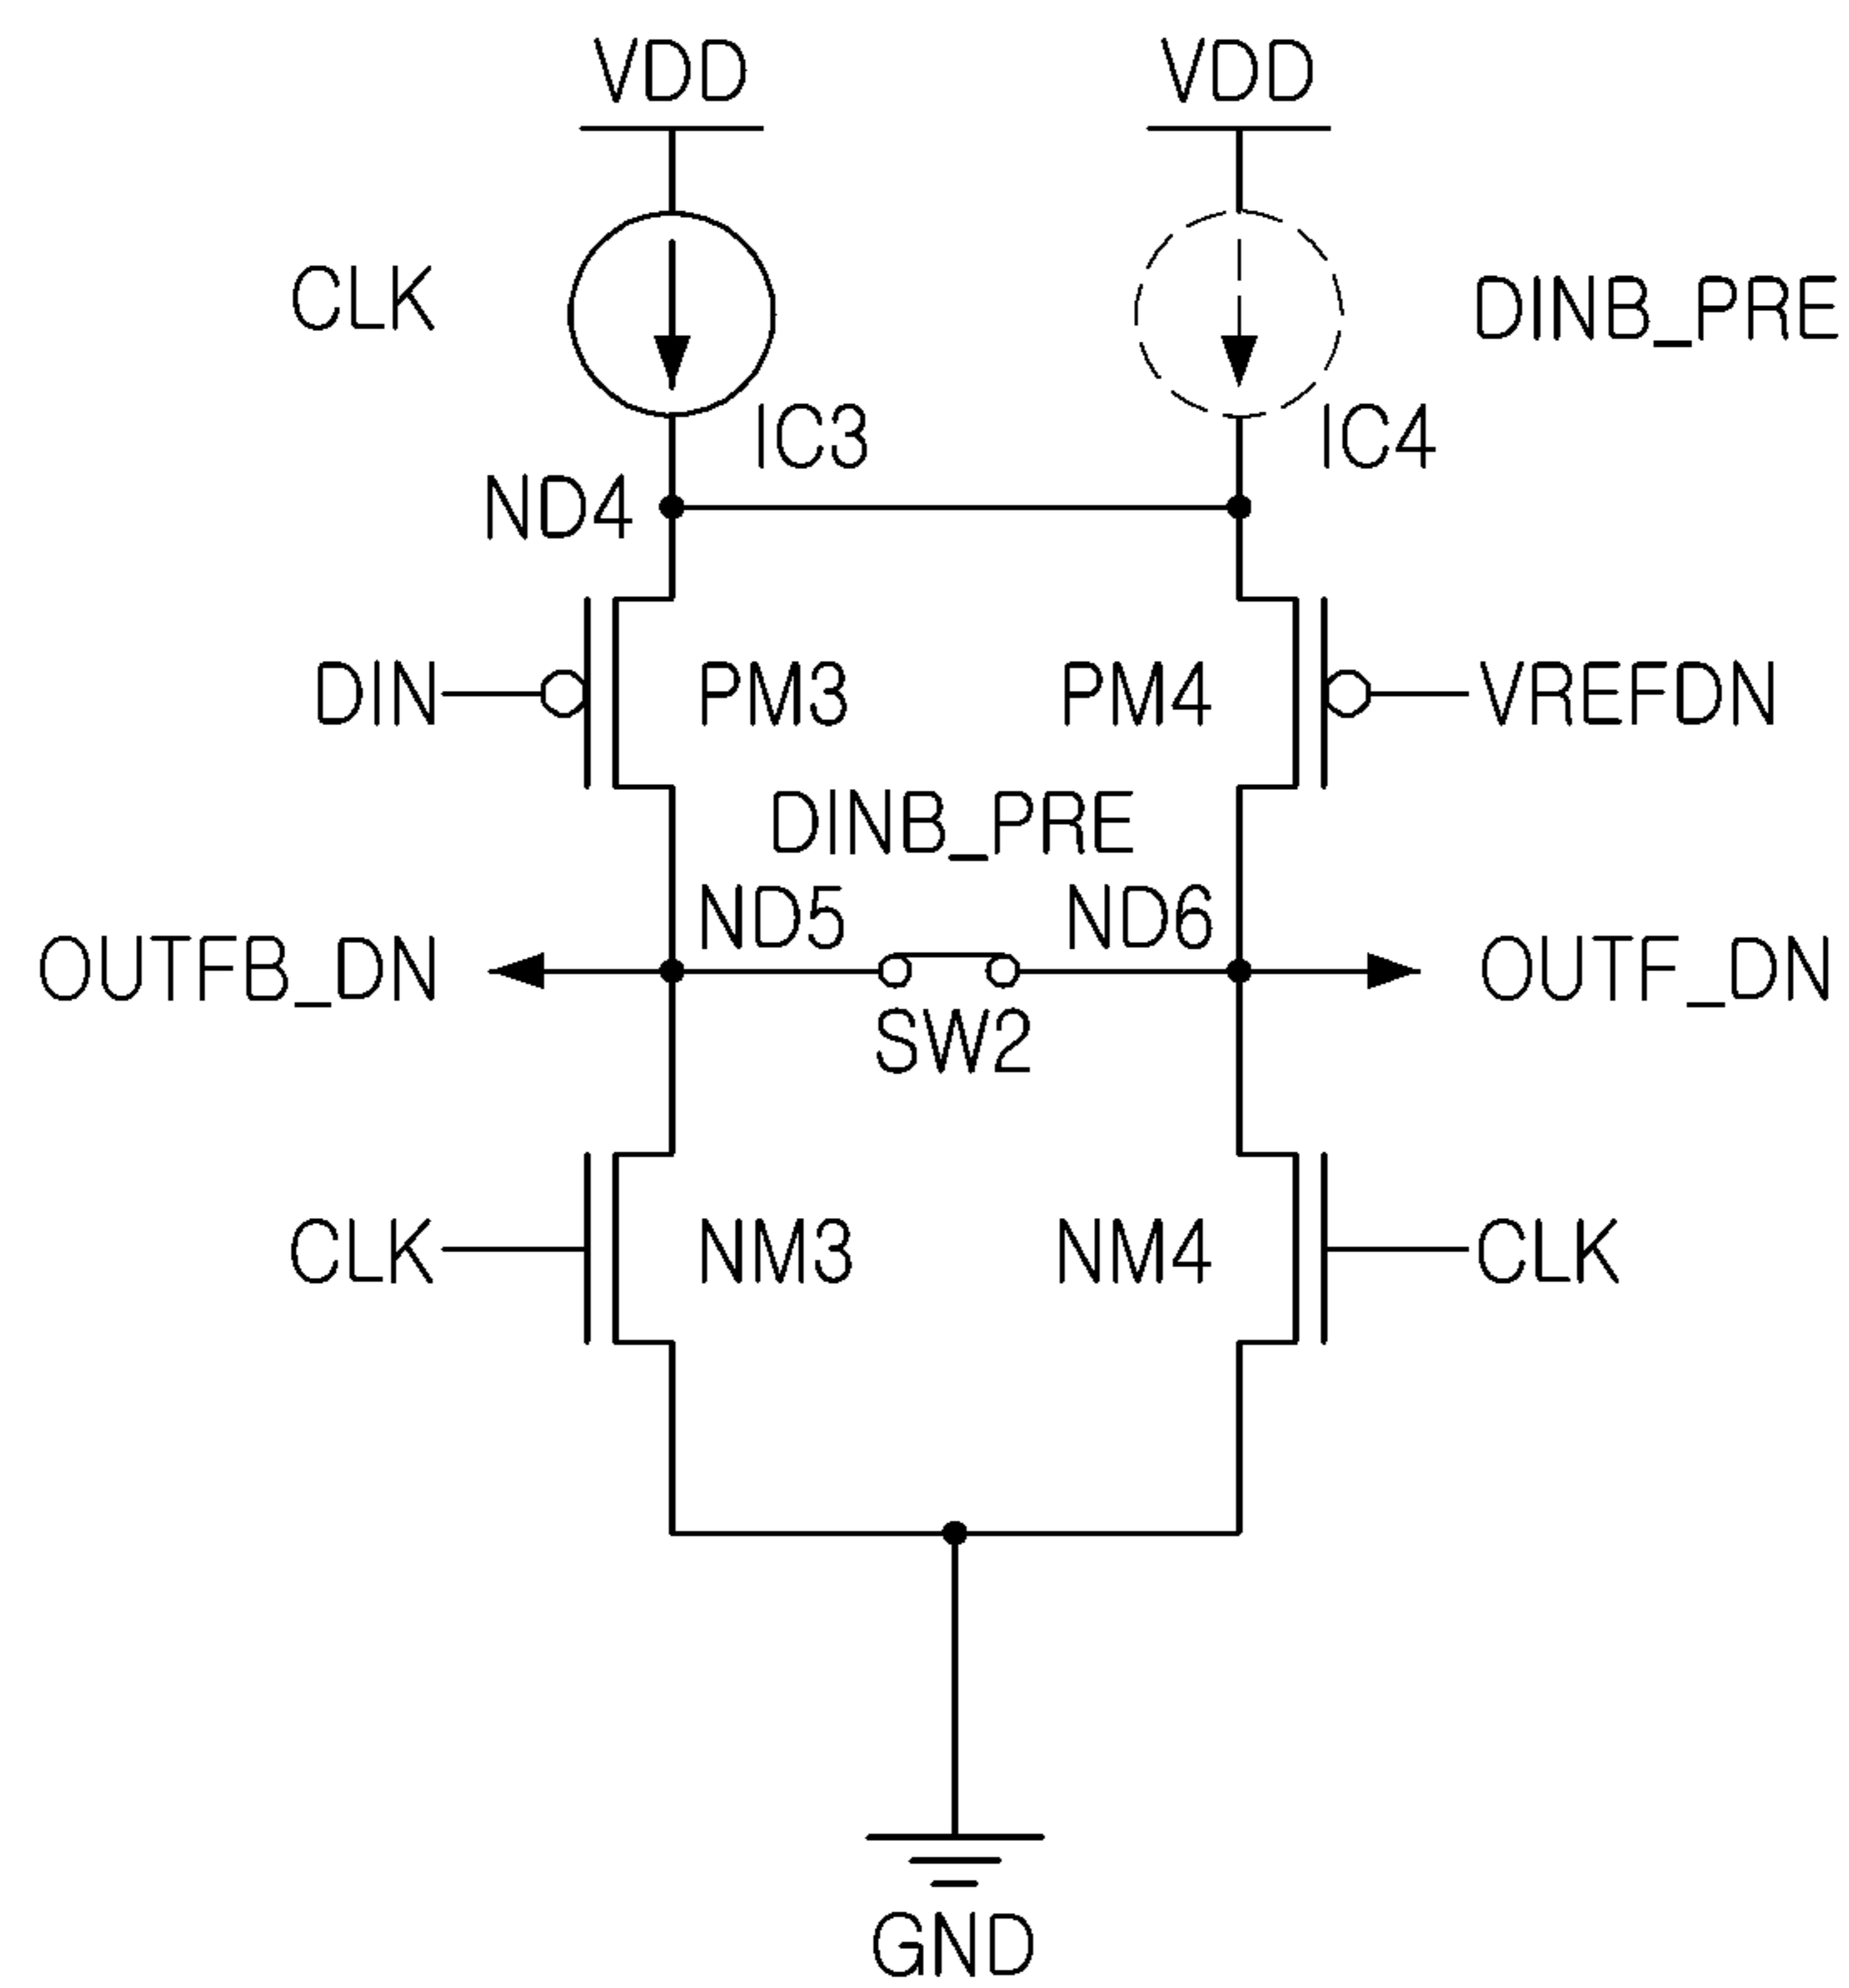 VDD VDD
CLK DINB_PRE
IC3 IC4
ND4
DIN PM3 PM4 VREFDN
DINB_PRE
ND5 ND6
OUTFB_DN OUTF_DN
SW2
CLK NM3 NM4 CLK
GND